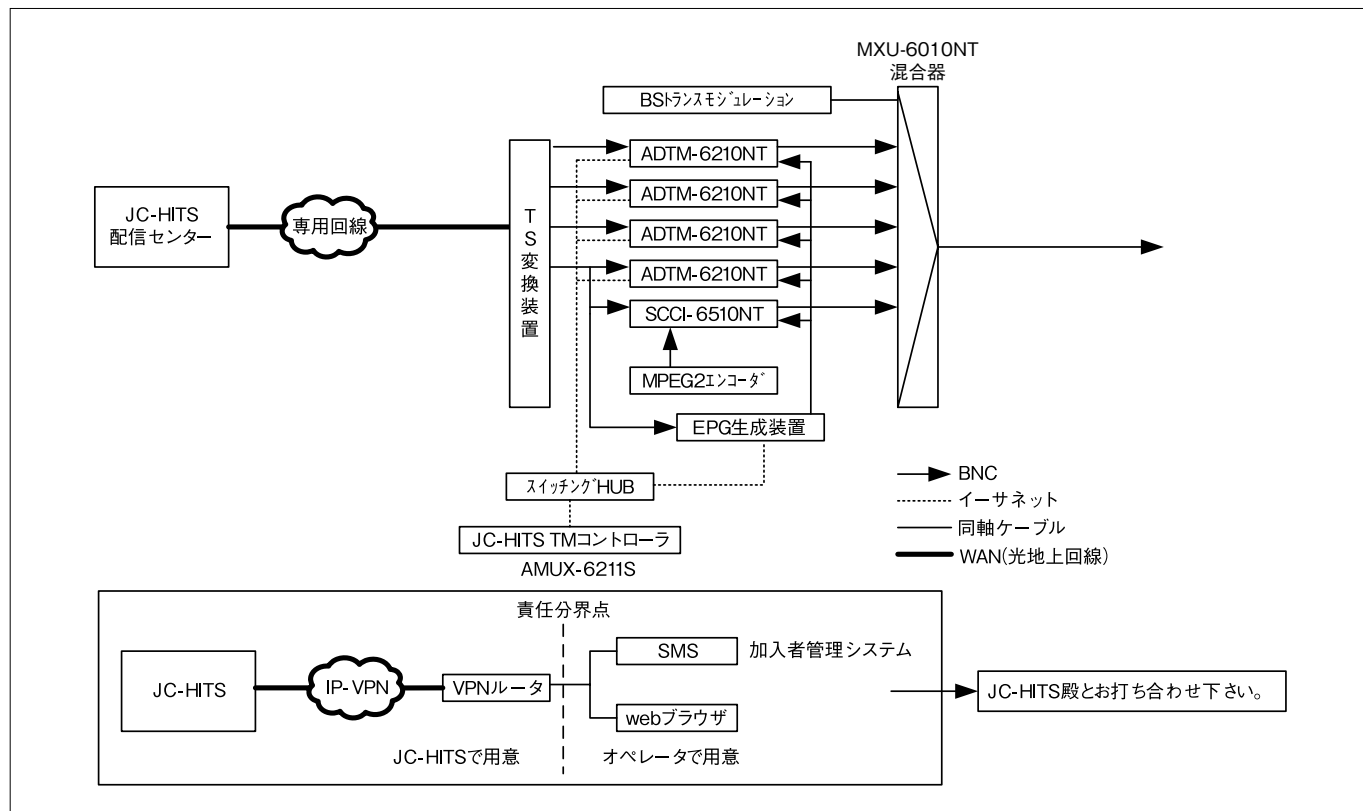 MXU-6010NT
混合器
BSﾄﾗﾝｽﾓｼﾞｭﾚｰｼｮﾝ
ADTM-6210NT
ADTM-6210NT
ADTM-6210NT
ADTM-6210NT
SCCI-6510NT
MPEG2ｴﾝｺｰﾀﾞ
EPG生成装置
JC-HITS
配信センター
専用回線
TS変換装置
ｽｲｯﾁﾝｸﾞHUB
JC-HITS TMコントローラ
AMUX-6211S
BNC
イーサネット
同軸ケーブル
WAN(光地上回線)
責任分界点
JC-HITS
IP-VPN
VPNルータ
SMS
加入者管理システム
webブラウザ
JC-HITSで用意
オペレータで用意
JC-HITS殿とお打ち合わせ下さい。